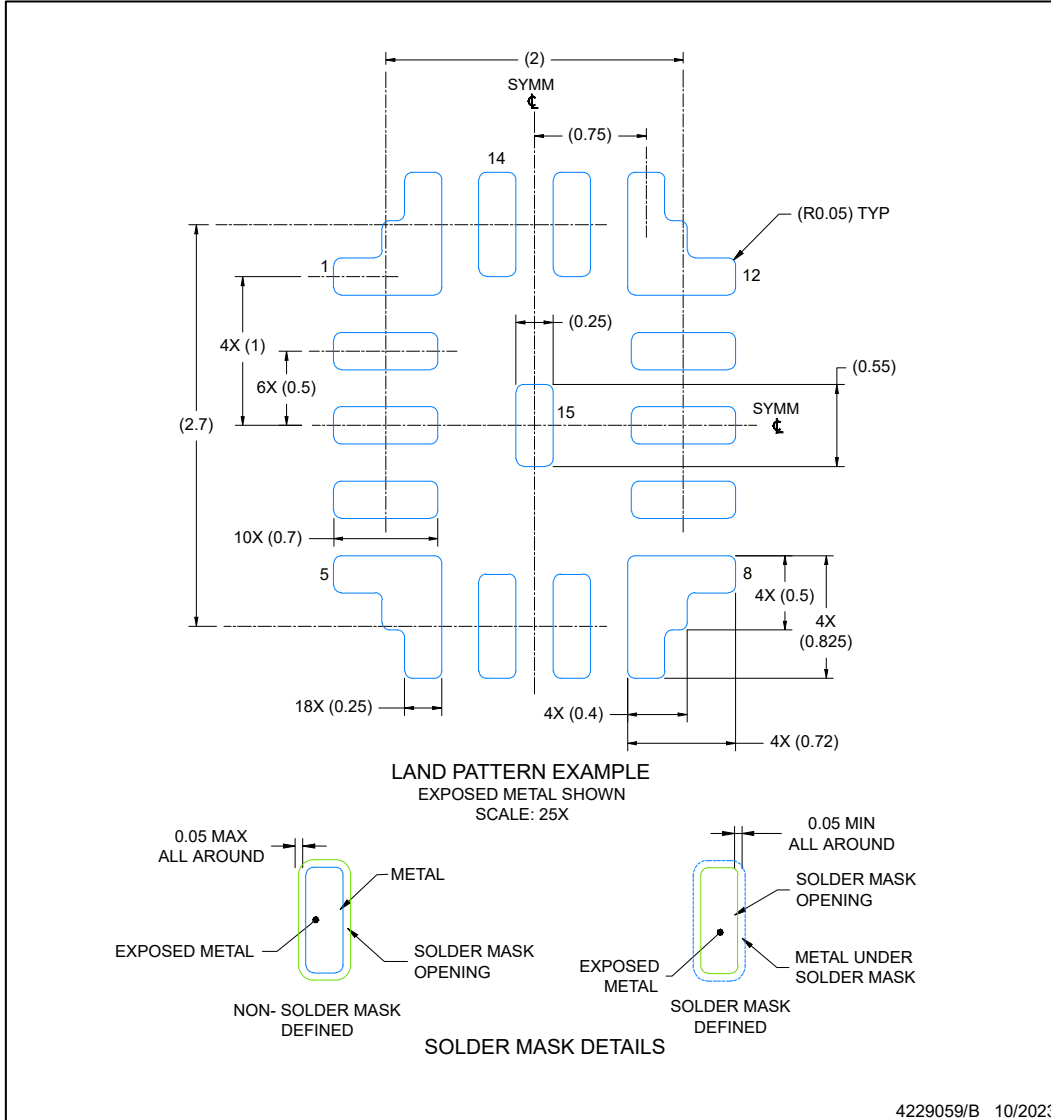 (2)
SYMM
℄
(0.75)
14
(R0.05) TYP
1
12
(0.25)
4X (1)
(0.55)
6X (0.5)
15
SYMM
℄
(2.7)
10X (0.7)
5
8
4X (0.5)
4X
(0.825)
18X (0.25)
4X (0.4)
4X (0.72)
LAND PATTERN EXAMPLE
EXPOSED METAL SHOWN
SCALE: 25X
0.05 MAX
ALL AROUND
METAL
EXPOSED METAL
SOLDER MASK
OPENING
NON- SOLDER MASK
DEFINED
0.05 MIN
ALL AROUND
SOLDER MASK
OPENING
EXPOSED
METAL
METAL UNDER
SOLDER MASK
SOLDER MASK
DEFINED
SOLDER MASK DETAILS
4229059/B 10/2023